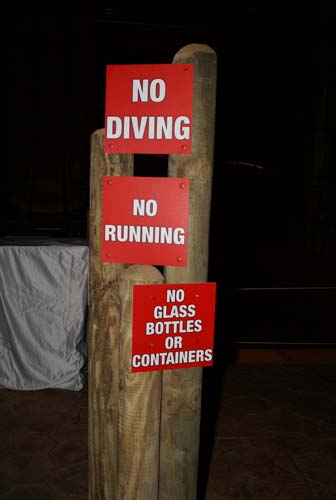 NO
DIVING
NO
RUNNING
NO
GLASS
BOTTLES
OR
CONTAINERS